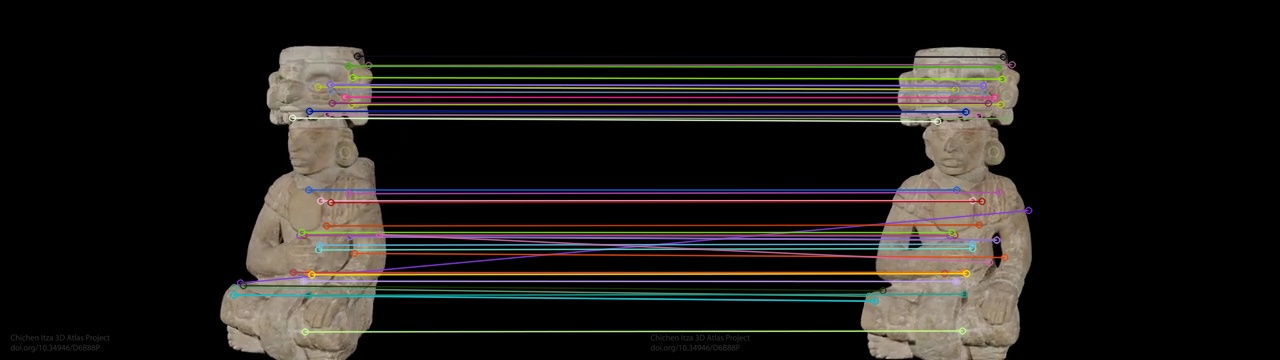 Chichen Itza 3D Atlas Project
doi.org/10.34946/D6B88P
Chichen Itza 3D Atlas Project
doi.org/10.34946/D6B88P